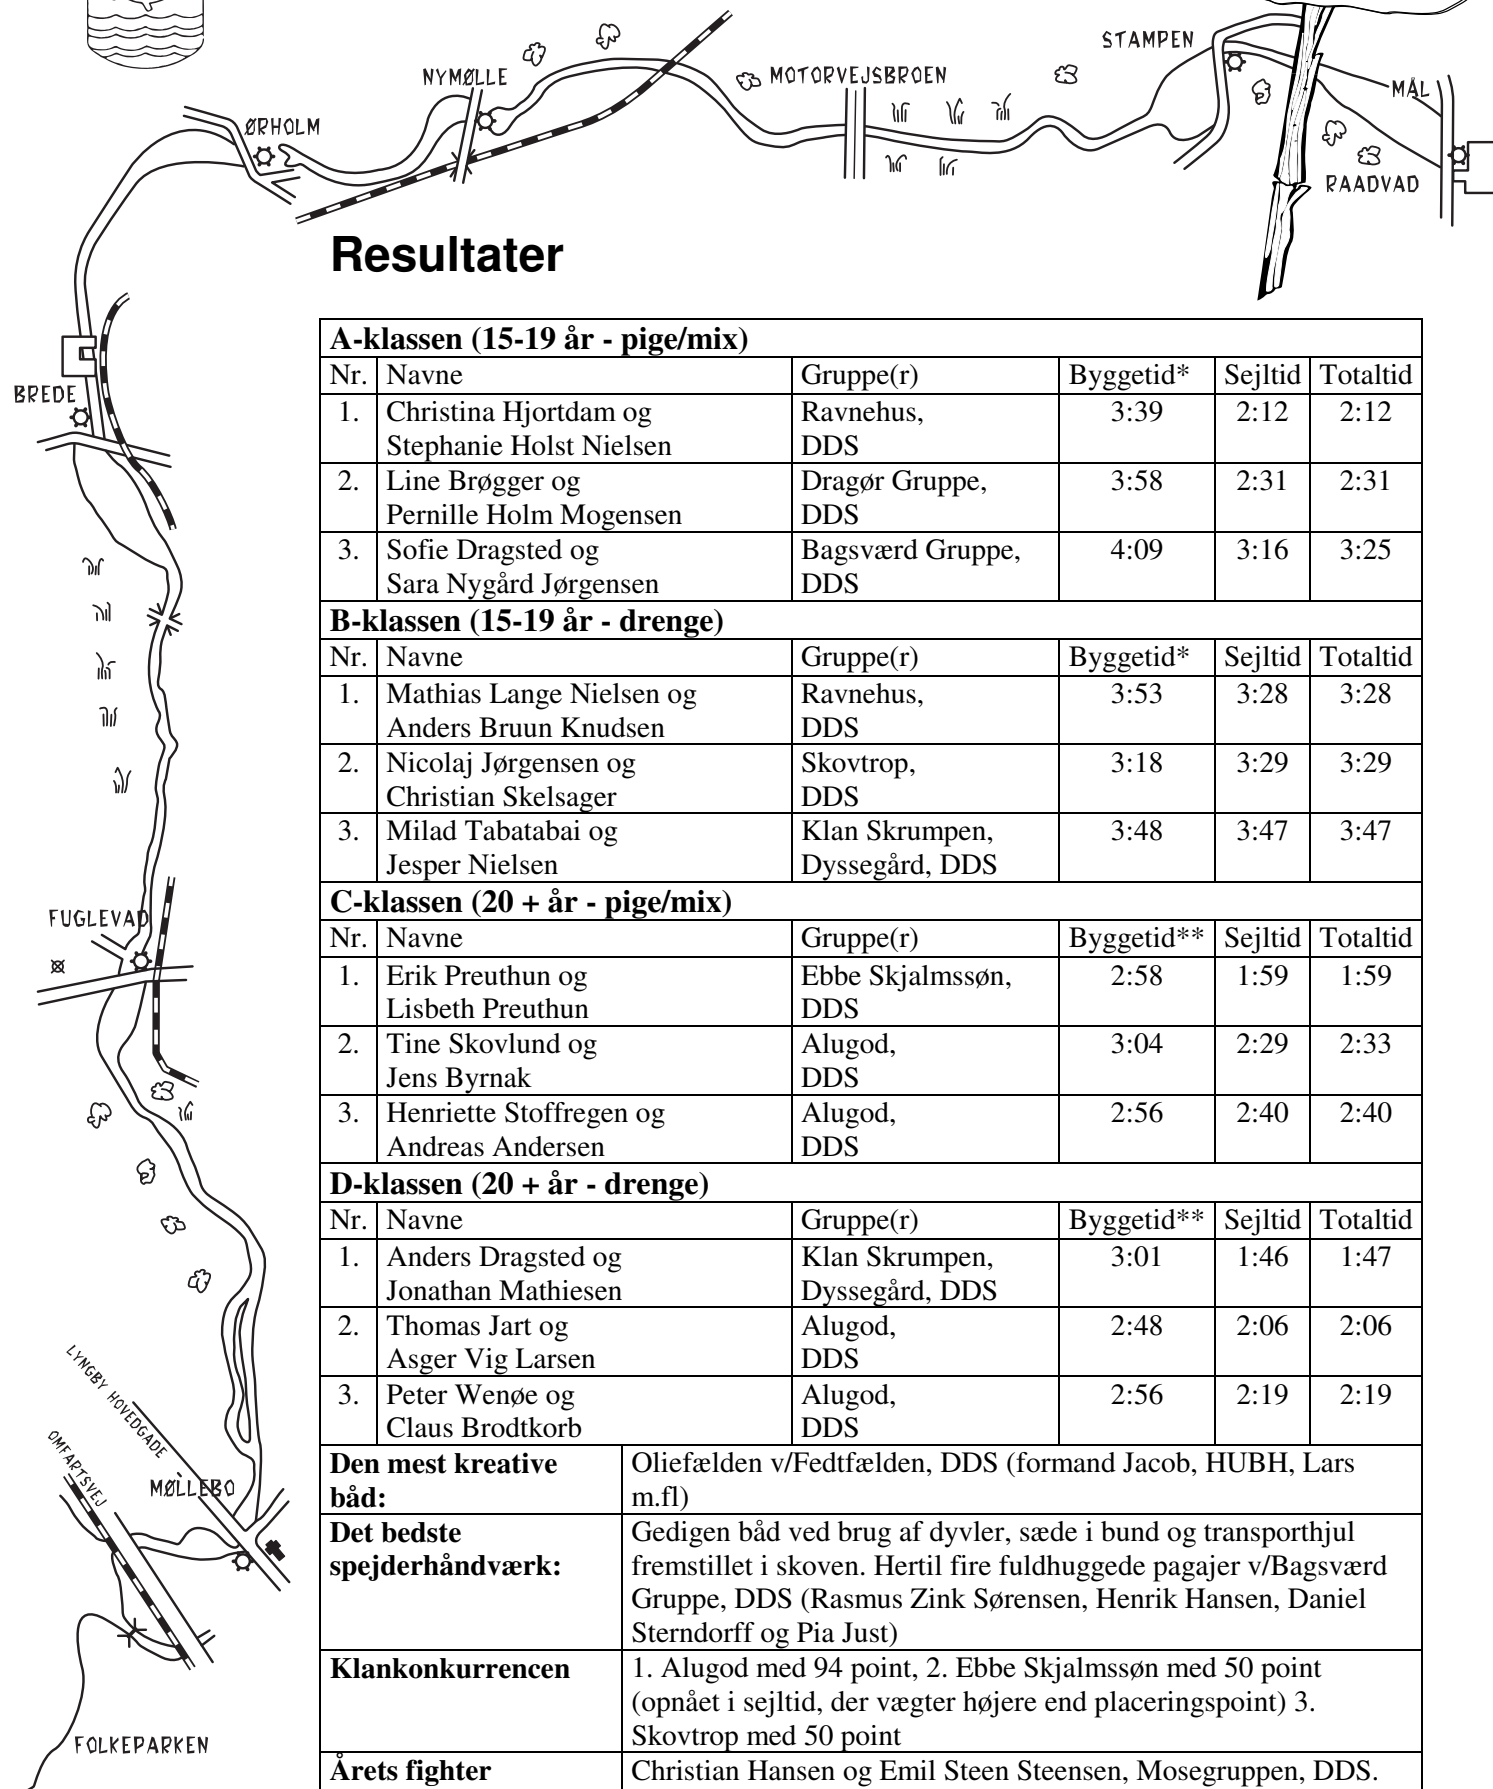 STAMPEN
NYMØLLE
MOTORVEJSBROEN
MÅL
ØRHOLM
RAADVAD
Resultater
A-klassen (15-19 år - pige/mix)
Nr. Navne Gruppe(r) Byggetid* Sejltid Totaltid
1. Christina Hjortdam og Ravnehus, 3:39 2:12 2:12
Stephanie Holst Nielsen DDS
2. Line Brøgger og Dragør Gruppe, 3:58 2:31 2:31
Pernille Holm Mogensen DDS
3. Sofie Dragsted og Bagsværd Gruppe, 4:09 3:16 3:25
Sara Nygård Jørgensen DDS
B-klassen (15-19 år - drenge)
Nr. Navne Gruppe(r) Byggetid* Sejltid Totaltid
1. Mathias Lange Nielsen og Ravnehus, 3:53 3:28 3:28
Anders Bruun Knudsen DDS
2. Nicolaj Jørgensen og Skovtrop, 3:18 3:29 3:29
Christian Skelsager DDS
3. Milad Tabatabai og Klan Skrumpen, 3:48 3:47 3:47
Jesper Nielsen Dyssegård, DDS
C-klassen (20 + år - pige/mix)
Nr. Navne Gruppe(r) Byggetid** Sejltid Totaltid
1. Erik Preuthun og Ebbe Skjalmssøn, 2:58 1:59 1:59
Lisbeth Preuthun DDS
2. Tine Skovlund og Alugod, 3:04 2:29 2:33
Jens Byrnak DDS
3. Henriette Stoffregen og Alugod, 2:56 2:40 2:40
Andreas Andersen DDS
D-klassen (20 + år - drenge)
Nr. Navne Gruppe(r) Byggetid** Sejltid Totaltid
1. Anders Dragsted og Klan Skrumpen, 3:01 1:46 1:47
Jonathan Mathiesen Dyssegård, DDS
2. Thomas Jart og Alugod, 2:48 2:06 2:06
Asger Vig Larsen DDS
3. Peter Wenøe og Alugod, 2:56 2:19 2:19
Claus Brodtkorb DDS
Den mest kreative Oliefælden v/Fedtfælden, DDS (formand Jacob, HUBH, Lars
båd: m.fl)
Det bedste Gedigen båd ved brug af dyvler, sæde i bund og transporthjul
spejderhåndværk: fremstillet i skoven. Hertil fire fuldhuggede pagajer v/Bagsværd
Gruppe, DDS (Rasmus Zink Sørensen, Henrik Hansen, Daniel
Sterndorff og Pia Just)
Klankonkurrencen 1. Alugod med 94 point, 2. Ebbe Skjalmssøn med 50 point
(opnået i sejltid, der vægter højere end placeringspoint) 3.
Skovtrop med 50 point
Årets fighter Christian Hansen og Emil Steen Steensen, Mosegruppen, DDS.
BREDE
FUGLEVAD
LYNGBY HOVEDGADE
OMFARTSVEJ
MØLLEBO
FOLKEPARKEN